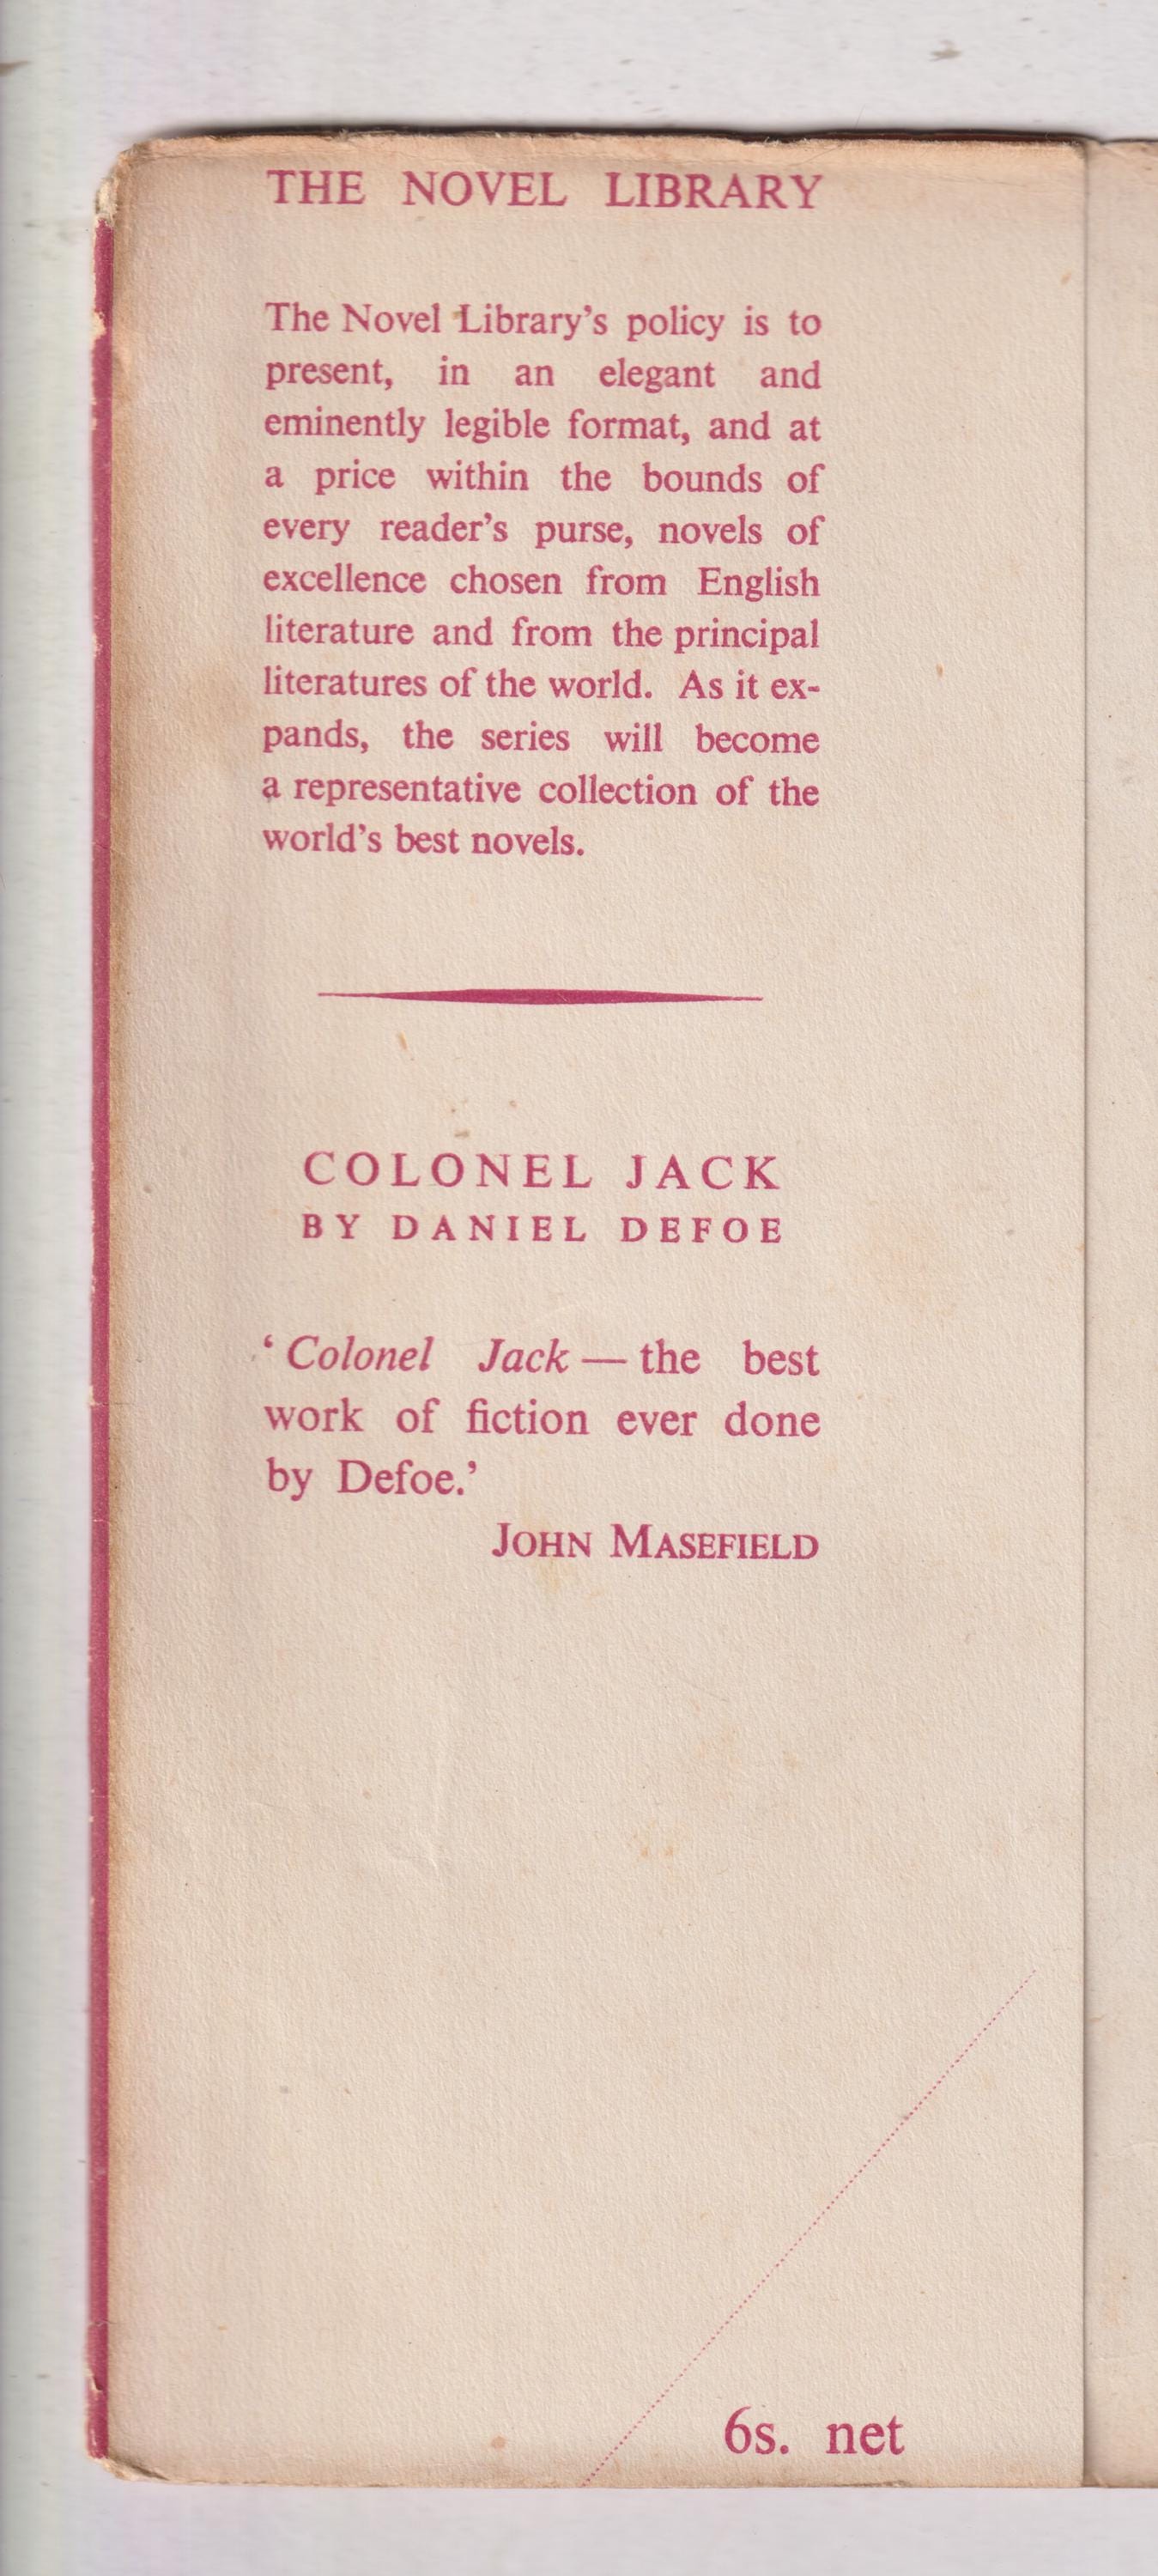 THE NOVEL LIBRARY
The Novel Library’s policy is to
present, in an elegant and
eminently legible format, and at
a price within the bounds of
every reader’s purse, novels of
excellence chosen from English
literature and from the principal
literatures of the world. As it ex-
pands, the series will become
a representative collection of the
world’s best novels.
COLONEL JACK
BY DANIEL DEFOE
‘Colonel Jack — the best
work of fiction ever done
by Defoe.’
JOHN MASEFIELD
6s. net